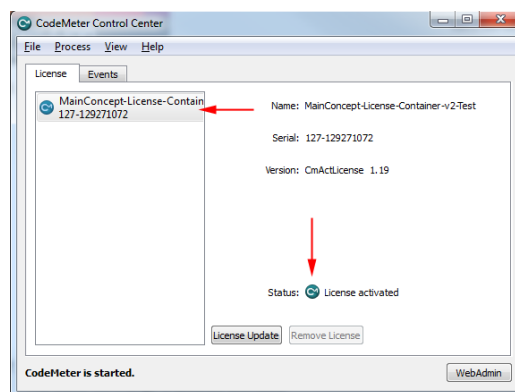 CodeMeter Control Center
File Process View Help
License Events
MainConcept-License-Contain
127-129271072
Name: MainConcept-License-Container-v2-Test
Serial: 127-129271072
Version: CmActLicense 1.19
Status: License activated
License Update Remove License
CodeMeter is started.
WebAdmin